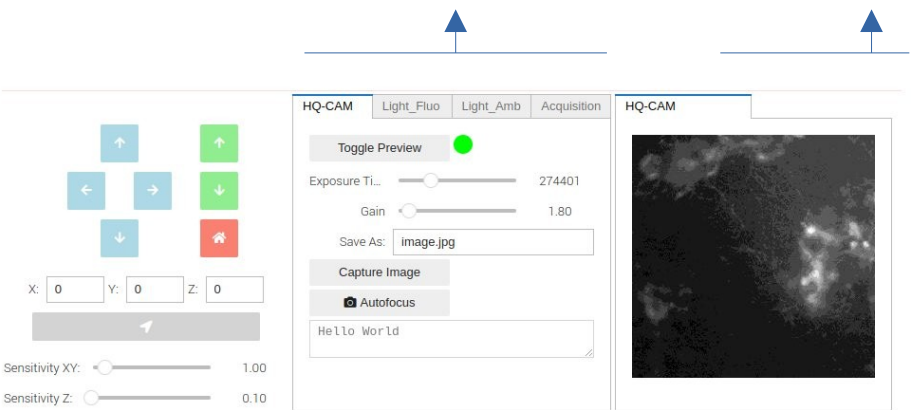 HQ-CAM Light_Fluo Light_Amb Acquisition
HQ-CAM
Toggle Preview
Exposure Ti... 274401
Gain 1.80
Save As: image.jpg
Capture Image
Autofocus
Hello World
X: 0 Y: 0 Z: 0
Sensitivity XY: 1.00
Sensitivity Z: 0.10